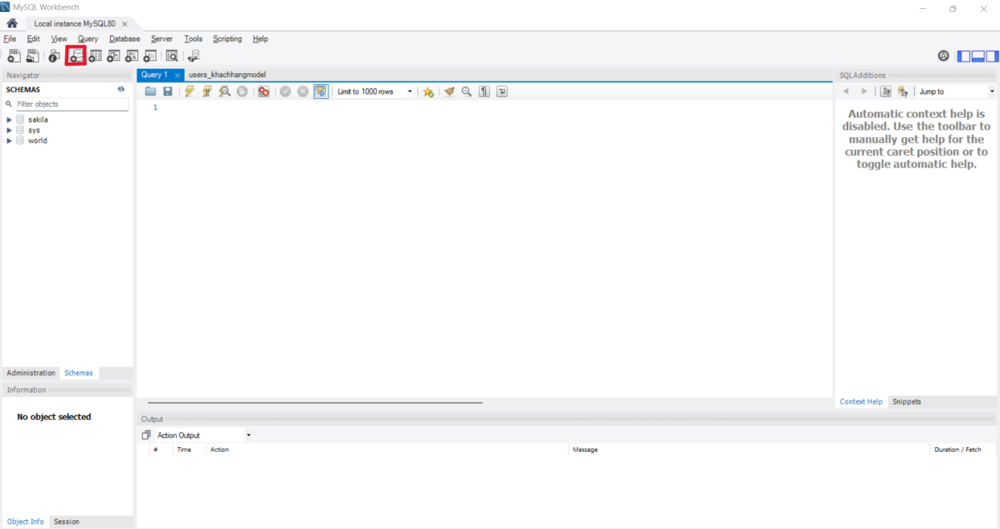 MySQL Workbench
Local instance MySQL80
File Edit View Query Database Server Tools Scripting Help
Navigator
SCHEMAS
Filter objects
sakila
sys
world
Administration Schemas
Information
No object selected
Object Info Session
Query 1 users_khachhangmodel
Limit to 1000 rows
1
Output
Action Output
# Time Action Message Duration / Fetch
SQLAdditions
Jump to
Automatic context help is
disabled. Use the toolbar to
manually get help for the
current caret position or to
toggle automatic help.
Context Help Snippets